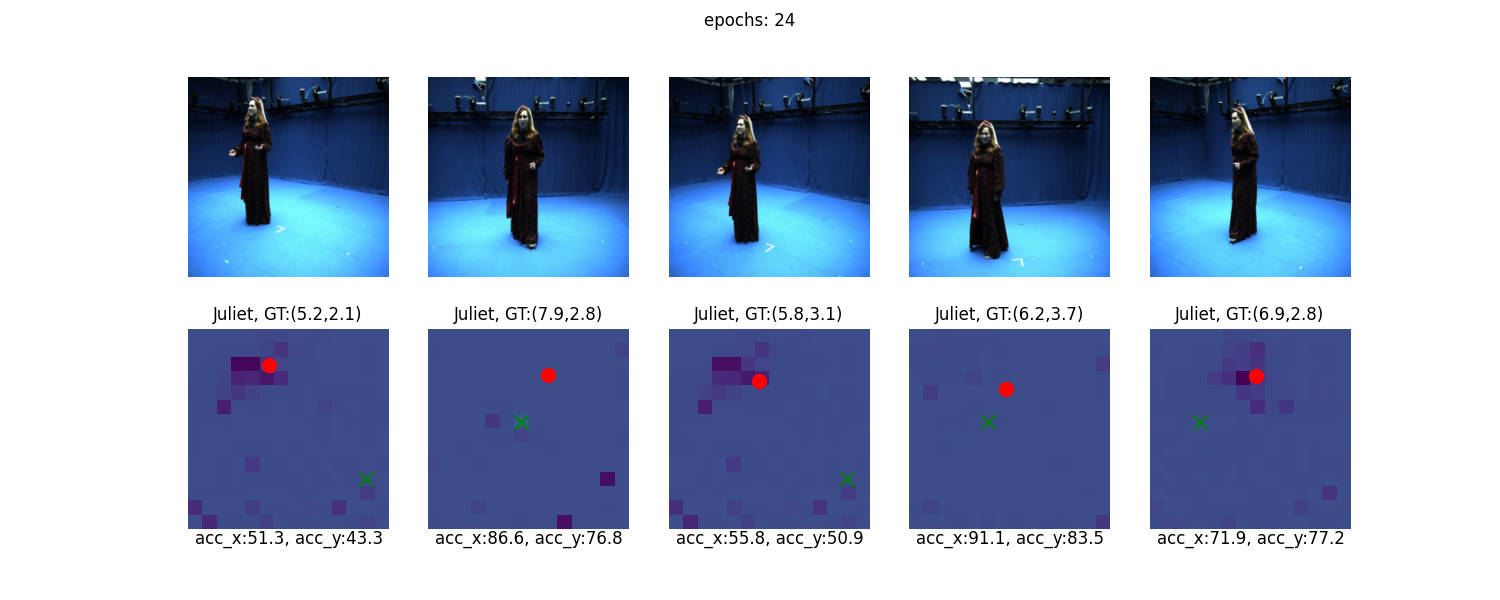 epochs: 24
Juliet, GT:(5.2,2.1)
Juliet, GT:(7.9,2.8)
Juliet, GT:(5.8,3.1)
Juliet, GT:(6.2,3.7)
Juliet, GT:(6.9,2.8)
acc_x:51.3, acc_y:43.3
acc_x:86.6, acc_y:76.8
acc_x:55.8, acc_y:50.9
acc_x:91.1, acc_y:83.5
acc_x:71.9, acc_y:77.2